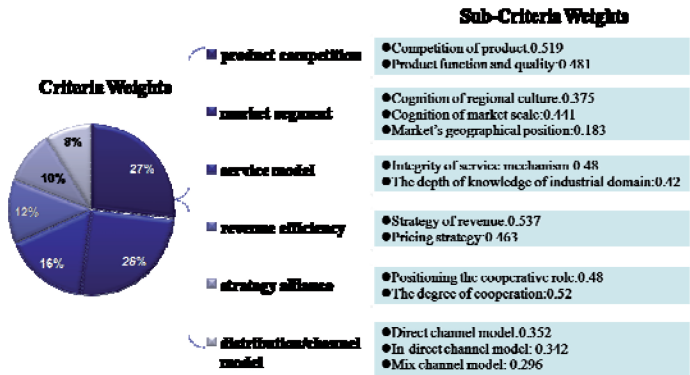 Sub-Criteria Weights
Criteria Weights
8%
27%
10%
12%
16%
26%
product competition
Competition of product:0.519
Product function and quality:0.481
market segment
Cognition of regional culture:0.375
Cognition of market scale:0.441
Market's geographical position:0.183
service model
Integrity of service mechanism 0.48
The depth of knowledge of industrial domain:0.42
revenue efficiency
Strategy of revenue:0.537
Pricing strategy:0.463
strategy alliance
Positioning the cooperative role:0.48
The degree of cooperation:0.52
distribution/channel
model
Direct channel model:0.352
In direct channel model: 0.342
Mix channel model: 0.296